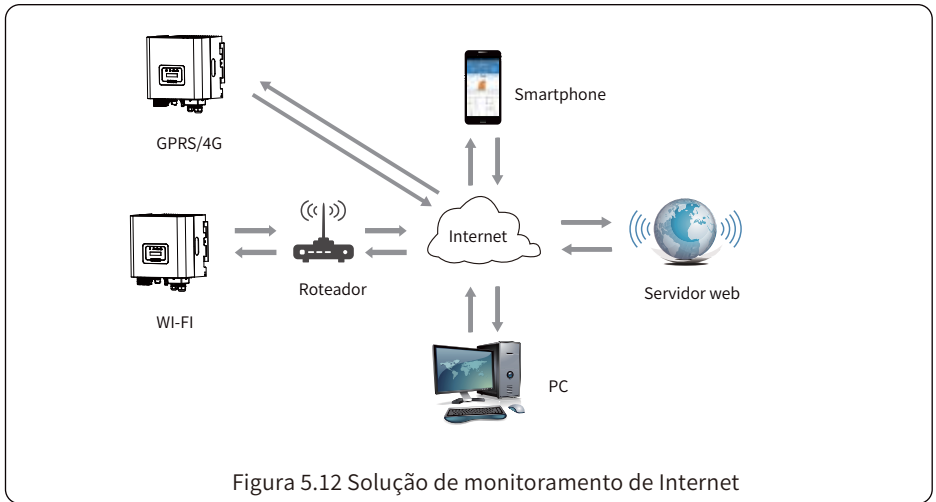 Smartphone
GPRS/4G
Internet
Roteador
Servidor web
WI-FI
PC
Figura 5.12 Solução de monitoramento de Internet